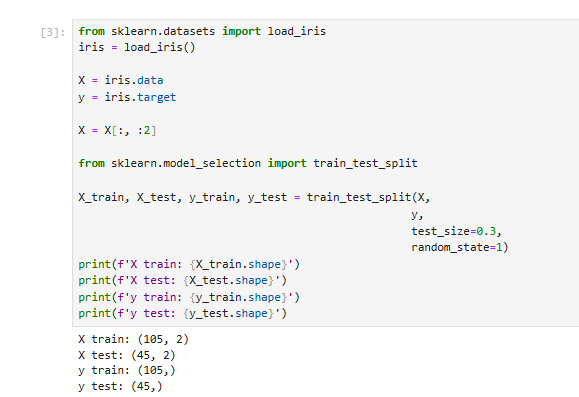 [3]: from sklearn.datasets import load_iris
iris = load_iris()
X = iris.data
y = iris.target
X = X[:, :2]
from sklearn.model_selection import train_test_split
X_train, X_test, y_train, y_test = train_test_split(X,
y,
test_size=0.3,
random_state=1)
print(f'X train: {X_train.shape}')
print(f'X test: {X_test.shape}')
print(f'y train: {y_train.shape}')
print(f'y test: {y_test.shape}')
X train: (105, 2)
X test: (45, 2)
y train: (105,)
y test: (45,)